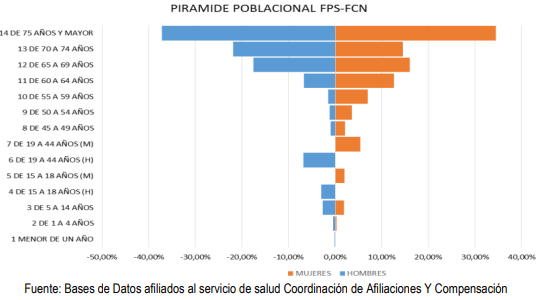 PIRAMIDE POBLACIONAL FPS-FCN
14 DE 75 AÑOS Y MAYOR
13 DE 70 A 74 AÑOS
12 DE 65 A 69 AÑOS
11 DE 60 A 64 AÑOS
10 DE 55 A 59 AÑOS
9 DE 50 A 54 AÑOS
8 DE 45 A 49 AÑOS
7 DE 19 A 44 AÑOS (M)
6 DE 19 A 44 AÑOS (H)
5 DE 15 A 18 AÑOS (M)
4 DE 15 A 18 AÑOS (H)
3 DE 5 A 14 AÑOS
2 DE 1 A 4 AÑOS
1 MENOR DE UN AÑO
-50,00% -40,00% -30,00% -20,00% -10,00% 0,00% 10,00% 20,00% 30,00% 40,00%
MUJERES HOMBRES
Fuente: Bases de Datos afiliados al servicio de salud Coordinación de Afiliaciones Y Compensación